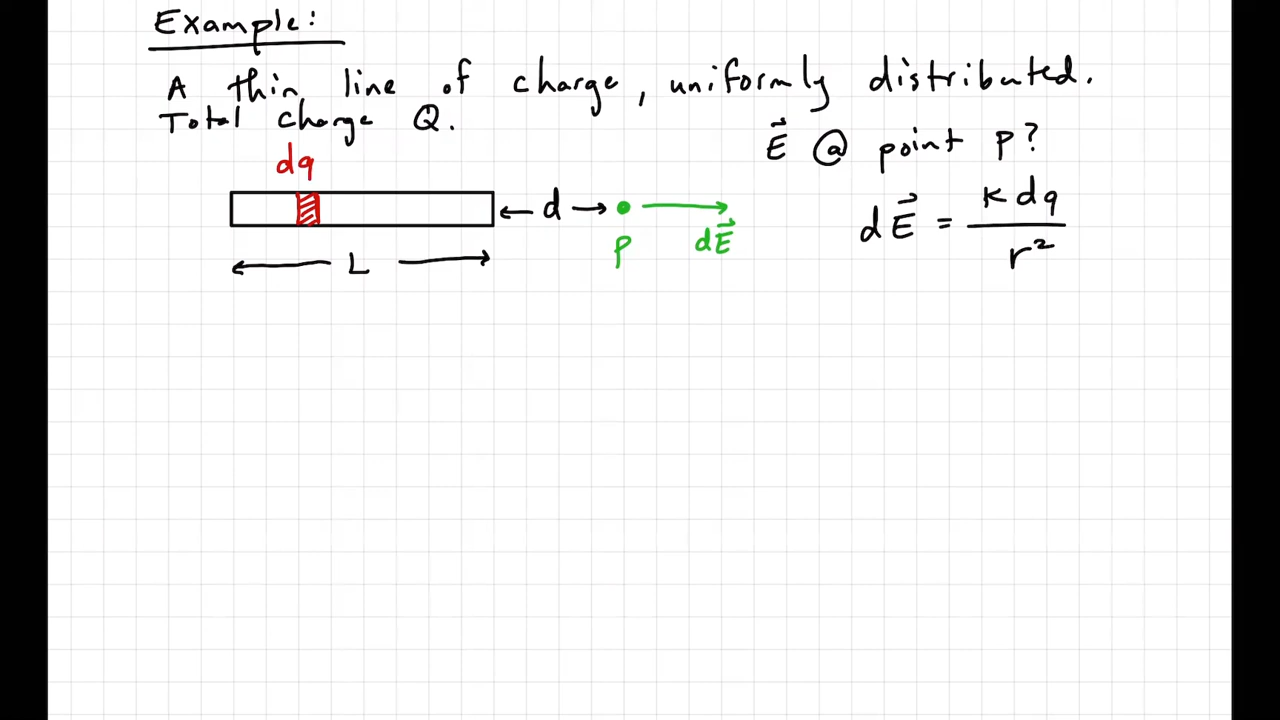 Example:
A thin line of charge, uniformly distributed.
Total charge Q.
E⃗ @ point p?
dq
d
p
dE⃗
L
dE⃗ = k dq / r²